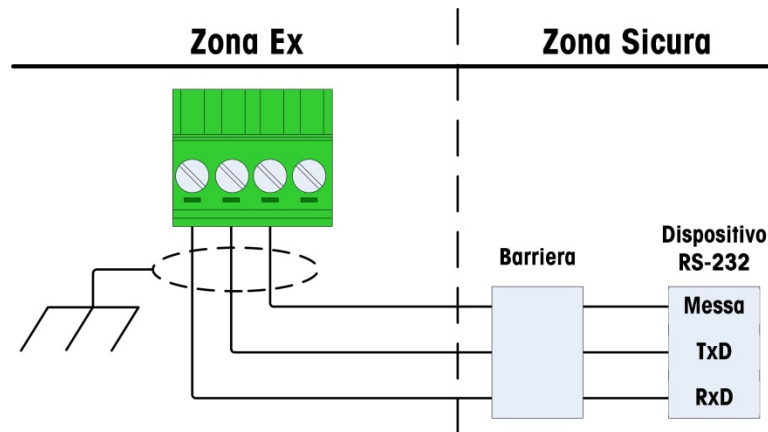 Zona Ex
Zona Sicura
Barriera
Dispositivo
RS-232
Messa
TxD
RxD